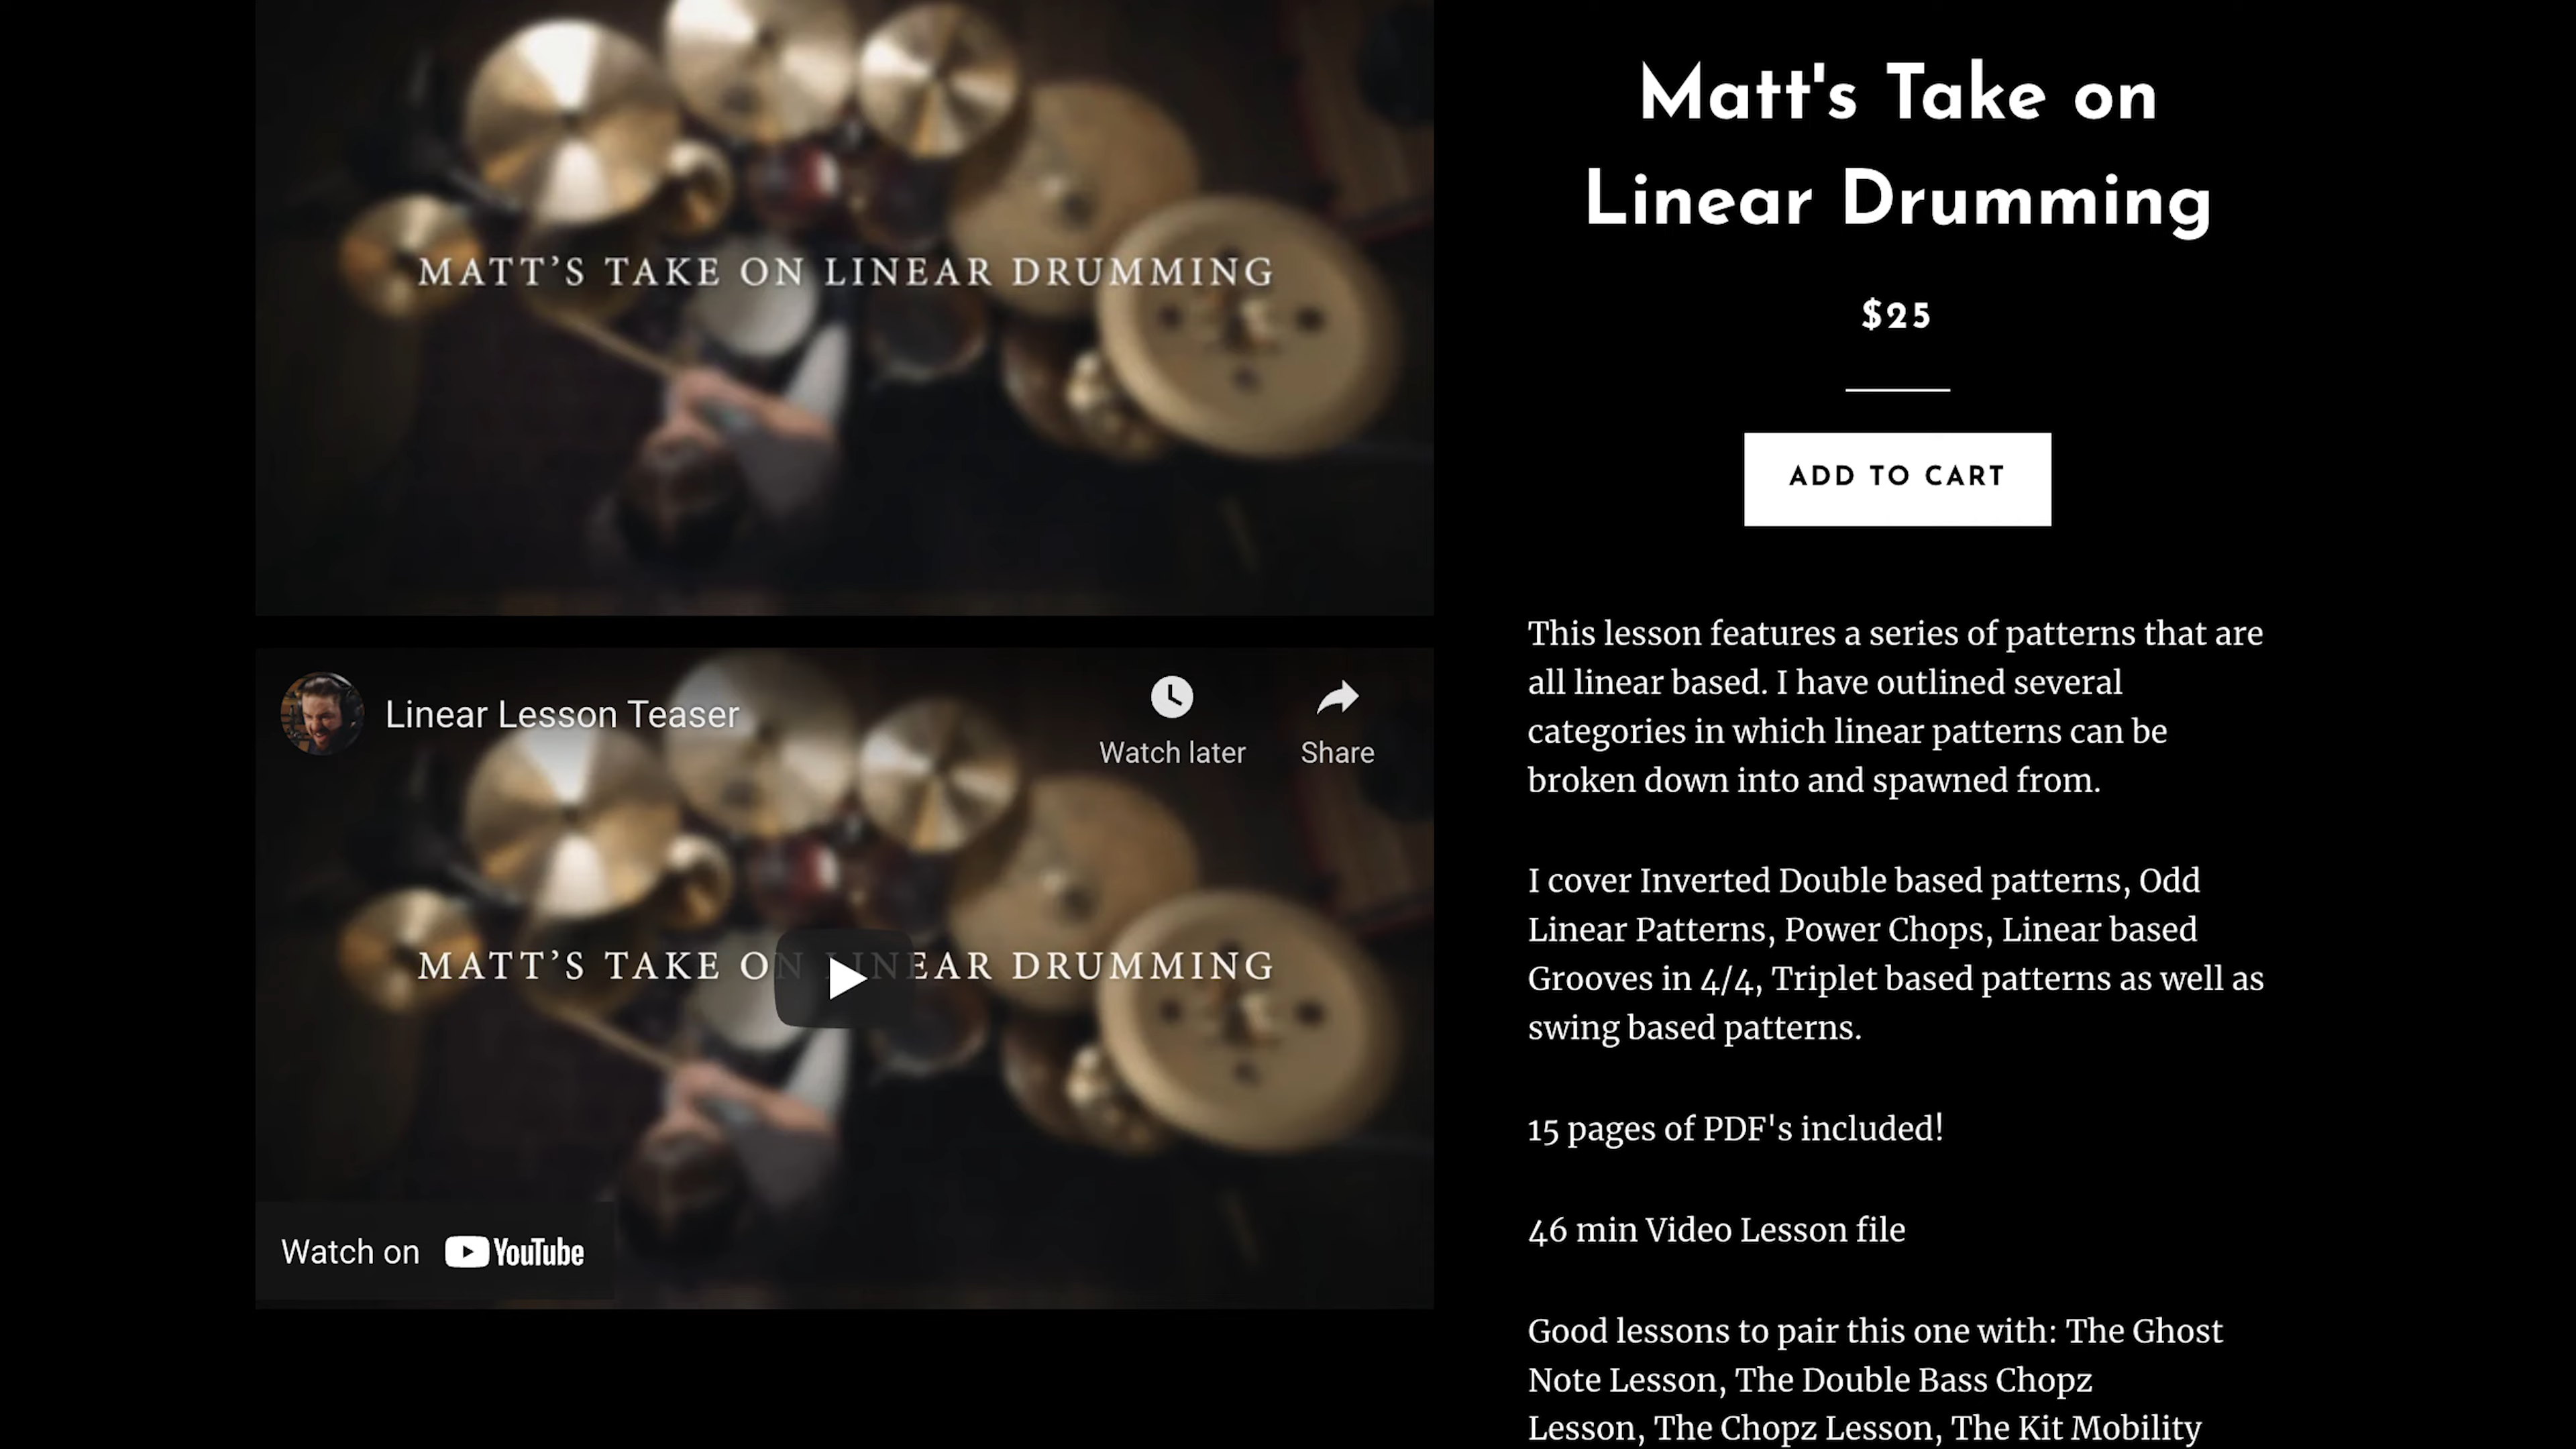 MATT’S TAKE ON LINEAR DRUMMING
Linear Lesson Teaser
Watch later
Share
MATT’S TAKE ON LINEAR DRUMMING
Watch on YouTube
Matt's Take on
Linear Drumming
$25
ADD TO CART
This lesson features a series of patterns that are
all linear based. I have outlined several
categories in which linear patterns can be
broken down into and spawned from.
I cover Inverted Double based patterns, Odd
Linear Patterns, Power Chops, Linear based
Grooves in 4/4, Triplet based patterns as well as
swing based patterns.
15 pages of PDF's included!
46 min Video Lesson file
Good lessons to pair this one with: The Ghost
Note Lesson, The Double Bass Chopz
Lesson, The Chopz Lesson, The Kit Mobility